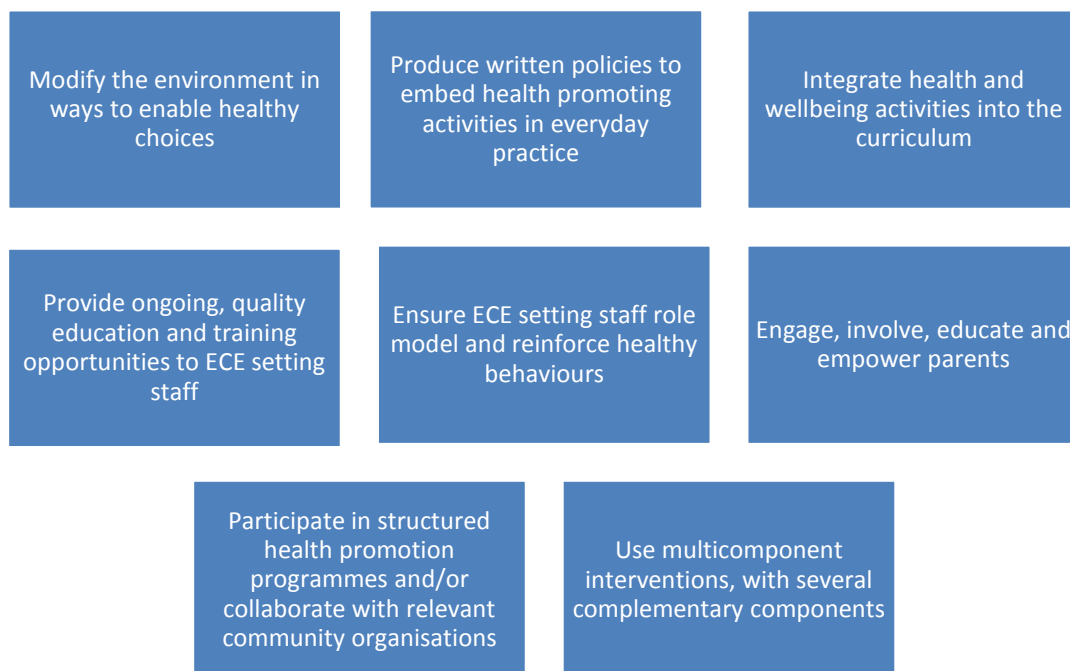 Modify the environment in
ways to enable healthy
choices
Produce written policies to
embed health promoting
activities in everyday
practice
Integrate health and
wellbeing activities into the
curriculum
Provide ongoing, quality
education and training
opportunities to ECE setting
staff
Ensure ECE setting staff role
model and reinforce healthy
behaviours
Engage, involve, educate and
empower parents
Participate in structured
health promotion
programmes and/or
collaborate with relevant
community organisations
Use multicomponent
interventions, with several
complementary components